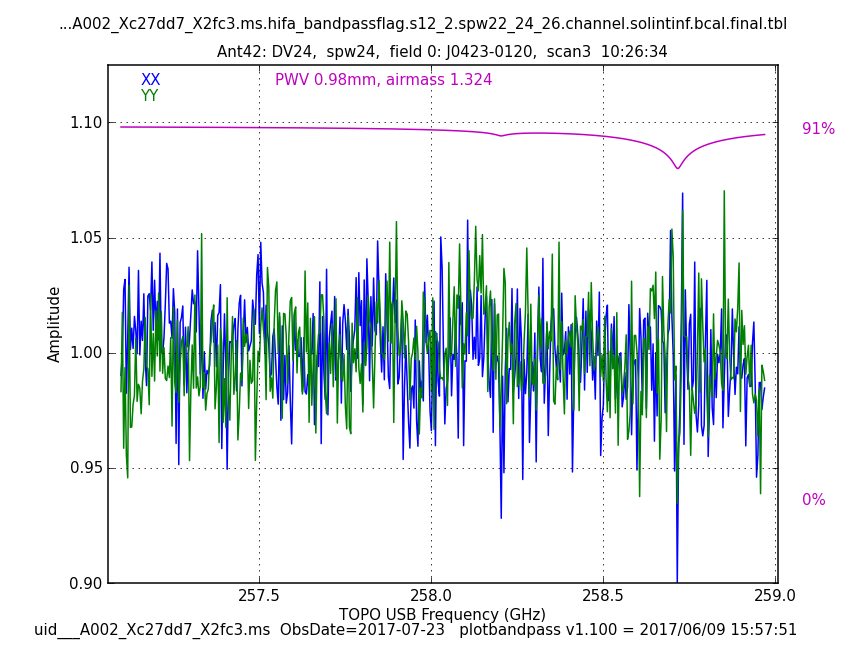 ...A002_Xc27dd7_X2fc3.ms.hifa_bandpassflag.s12_2.spw22_24_26.channel.solintinf.bcal.final.tbl
Ant42: DV24, spw24, field 0: J0423-0120, scan3 10:26:34
XX
PWV 0.98mm, airmass 1.324
YY
1.10
91%
1.05
1.00
Amplitude
0.95
0%
0.90
257.5 258.0 258.5 259.0
TOPO USB Frequency (GHz)
uid___A002_Xc27dd7_X2fc3.ms ObsDate=2017-07-23 plotbandpass v1.100 = 2017/06/09 15:57:51